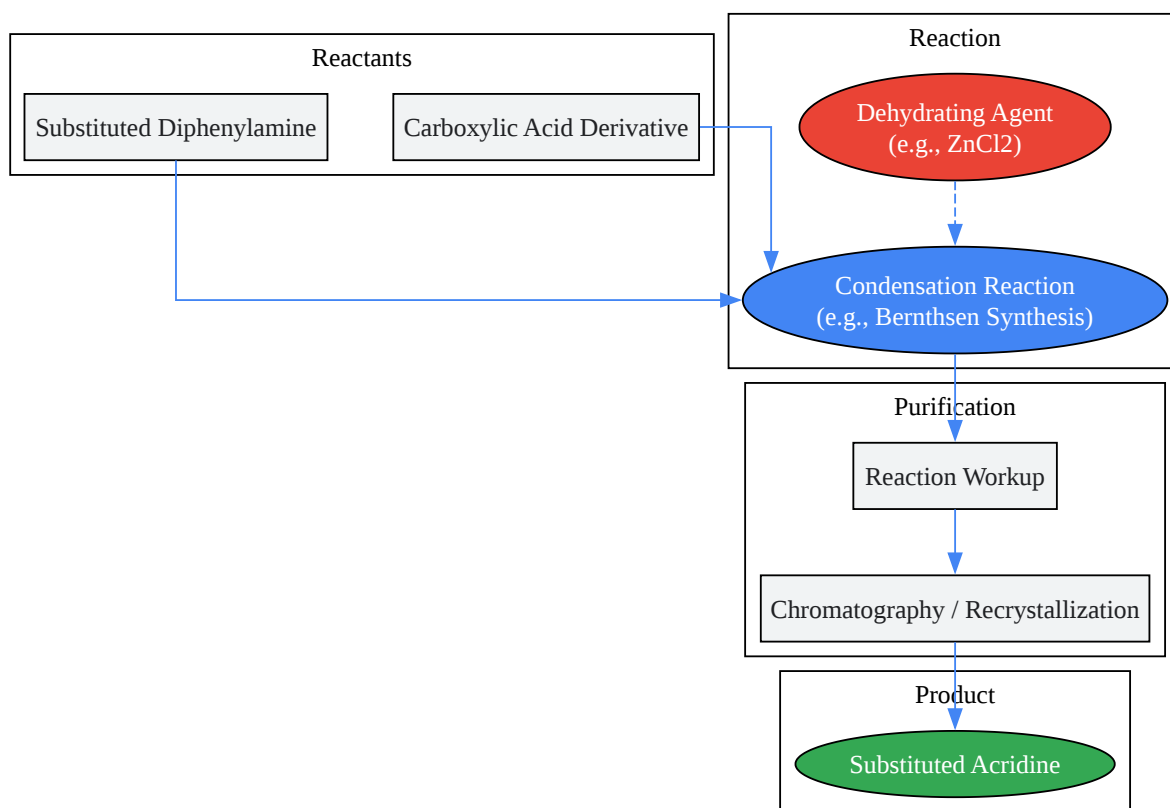 Reactants
Substituted Diphenylamine
Carboxylic Acid Derivative
Reaction
Dehydrating Agent
(e.g., ZnCl2)
Condensation Reaction
(e.g., Bernthsen Synthesis)
Purification
Reaction Workup
Chromatography / Recrystallization
Product
Substituted Acridine